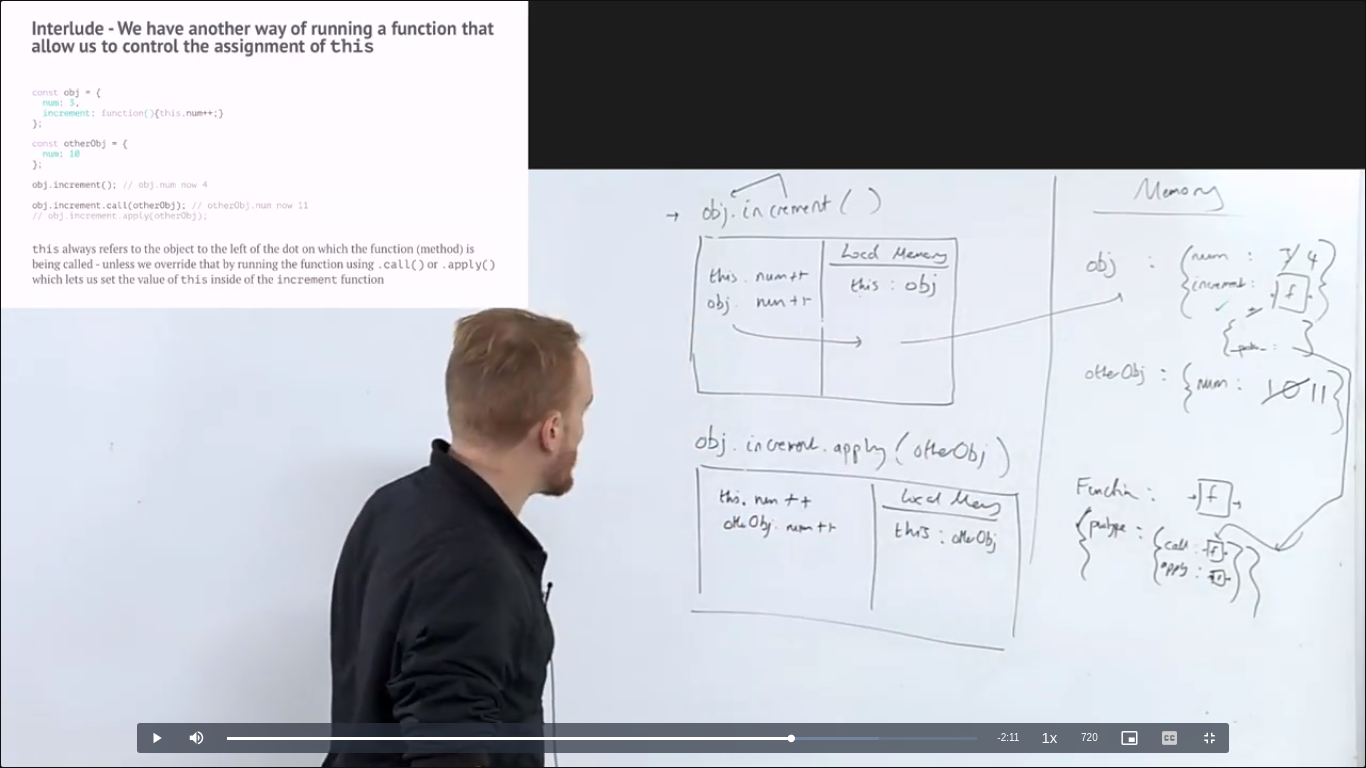 Interlude - We have another way of running a function that
allow us to control the assignment of this
const obj = {
num: 3,
increment: function(){this.num++;}
};
const otherObj = {
num: 10
};
obj.increment(); // obj.num now 4
obj.increment.call(otherObj); // otherObj.num now 11
// obj.increment.apply(otherObj);
this always refers to the object to the left of the dot on which the function (method) is
being called - unless we override that by running the function using .call() or .apply()
which lets us set the value of this inside of the increment function
→ obj.increment( )
Local Memory
this.num++
this : obj
obj. num++
obj.increment.apply(otherObj)
Local Memory
this.num++
otherObj.num++
this : otherObj
Memory
obj : { num : 3 4
increment : f }
otherObj : { num : 10 11 }
Function : f
{ prototype : { call : f
apply : f } }
-2:11
1x
720
CC